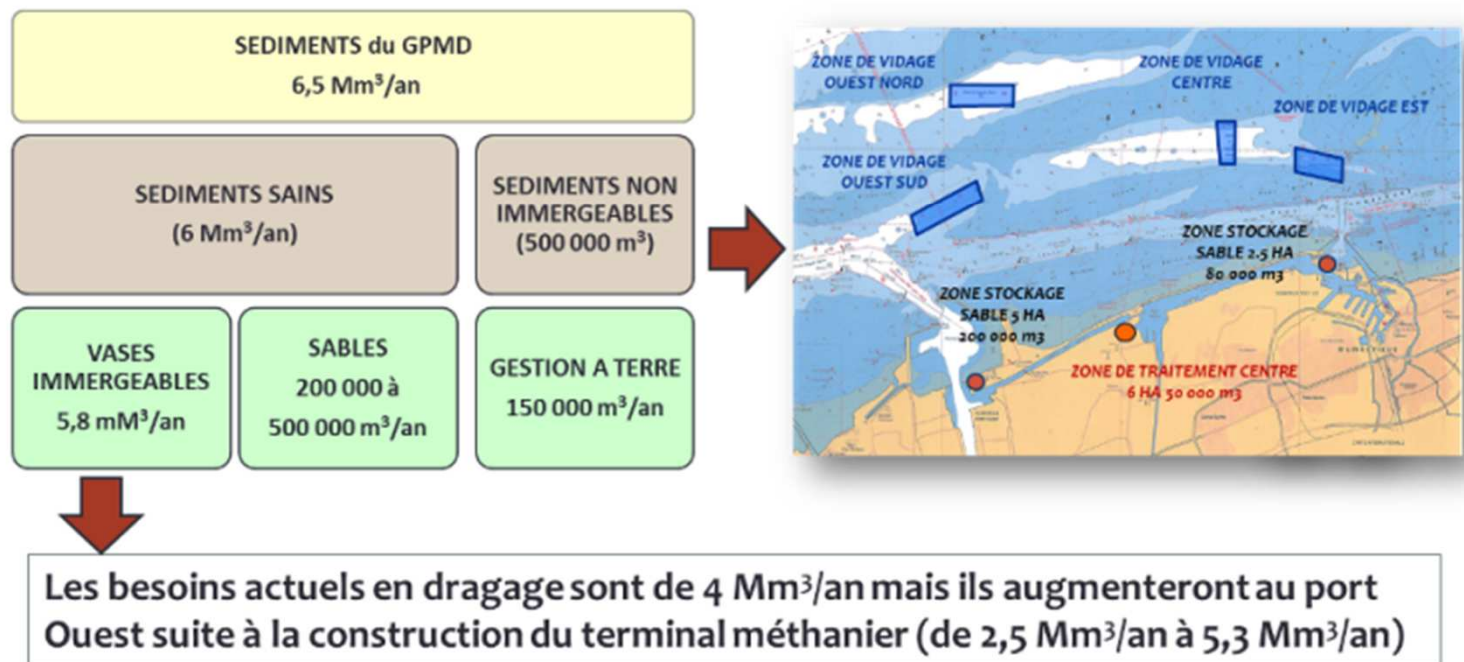 SEDIMENTS du GPMD
6,5 Mm³/an
SEDIMENTS SAINS
(6 Mm³/an)
SEDIMENTS NON
IMMERGEABLES
(500 000 m³)
VASES
IMMERGEABLES
5,8 mM³/an
SABLES
200 000 à
500 000 m³/an
GESTION A TERRE
150 000 m³/an
ZONE DE VIDAGE
OUEST NORD
ZONE DE VIDAGE
CENTRE
ZONE DE VIDAGE EST
ZONE DE VIDAGE
OUEST SUD
ZONE STOCKAGE
SABLE 2.5 HA
80 000 m3
ZONE STOCKAGE
SABLE 5 HA
200 000 m3
ZONE DE TRAITEMENT CENTRE
6 HA 50 000 m3
Les besoins actuels en dragage sont de 4 Mm³/an mais ils augmenteront au port
Ouest suite à la construction du terminal méthanier (de 2,5 Mm³/an à 5,3 Mm³/an)